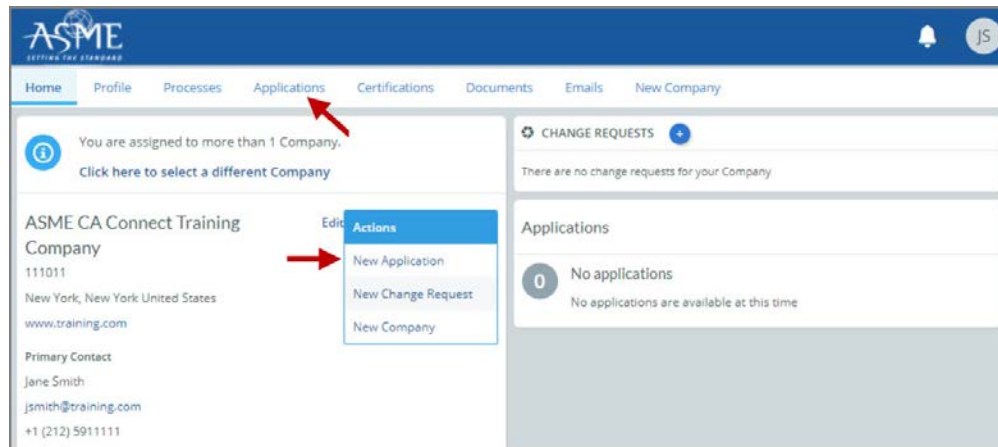 ASME
SETTING THE STANDARD
JS
Home Profile Processes Applications Certifications Documents Emails New Company
You are assigned to more than 1 Company.
Click here to select a different Company
ASME CA Connect Training
Company
111011
New York, New York United States
www.training.com
Primary Contact
Jane Smith
jsmith@training.com
+1 (212) 5911111
Edit
Actions
New Application
New Change Request
New Company
CHANGE REQUESTS
There are no change requests for your Company
Applications
0
No applications
No applications are available at this time